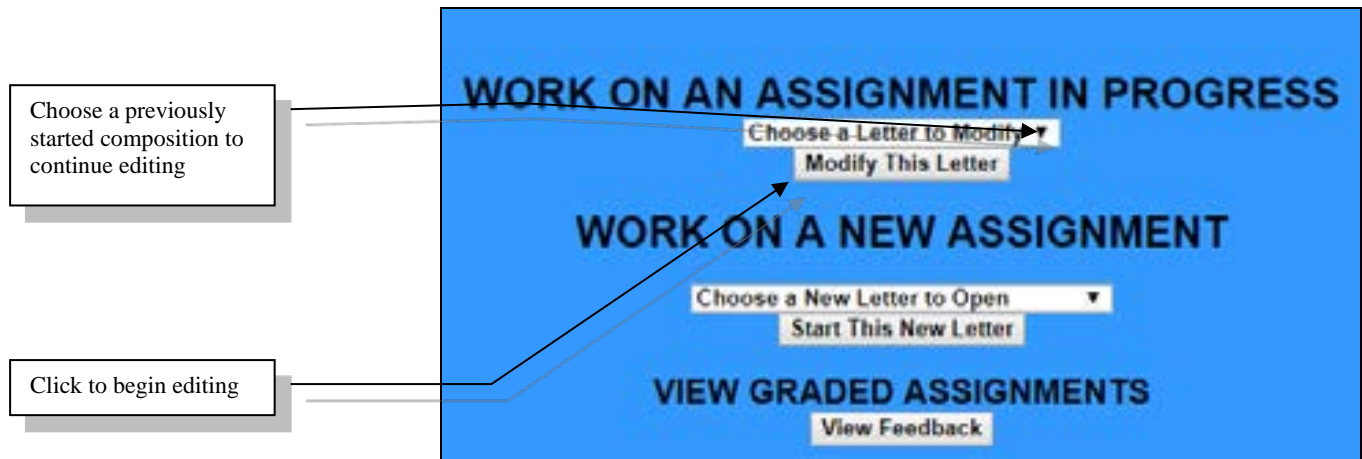 Choose a previously
started composition to
continue editing
WORK ON AN ASSIGNMENT IN PROGRESS
Choose a Letter to Modify
Modify This Letter
WORK ON A NEW ASSIGNMENT
Choose a New Letter to Open
Start This New Letter
Click to begin editing
VIEW GRADED ASSIGNMENTS
View Feedback